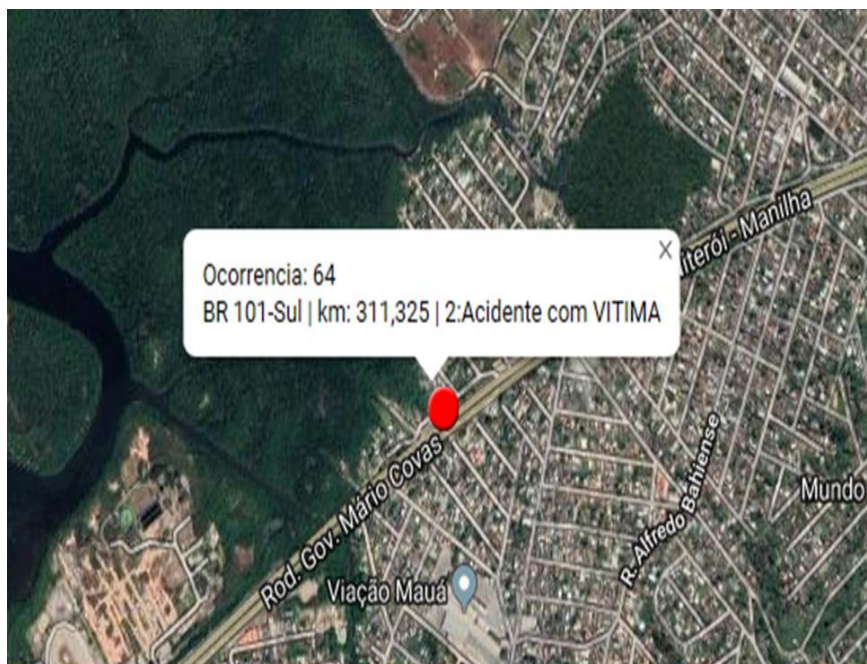 Ocorrencia: 64
BR 101-Sul | km: 311,325 | 2:Acidente com VITIMA
iterói - Manilha
Rod. Gov. Mário Covas
R. Alfredo Bahiense
Mundo
Viação Mauá